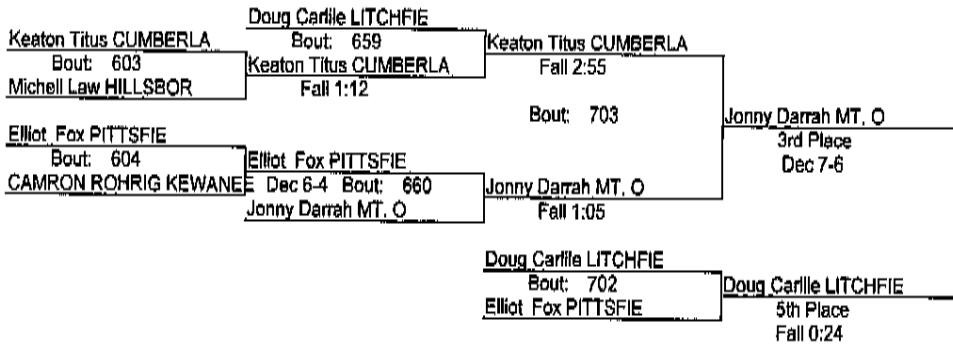 Doug Carlile LITCHFIE
Keaton Titus CUMBERLA
Bout: 659
Keaton Titus CUMBERLA
Bout: 603
Keaton Titus CUMBERLA
Fall 2:55
Michell Law HILLSBOR
Fall 1:12
Bout: 703
Jonny Darrah MT. O
Elliot Fox PITTSFIE
3rd Place
Bout: 604
Elliot Fox PITTSFIE
Dec 7-6
CAMRON ROHRIG KEWANEE
Dec 6-4 Bout: 660
Jonny Darrah MT. O
Jonny Darrah MT. O
Fall 1:05
Doug Carlile LITCHFIE
Bout: 702
Doug Carlile LITCHFIE
Elliot Fox PITTSFIE
5th Place
Fall 0:24